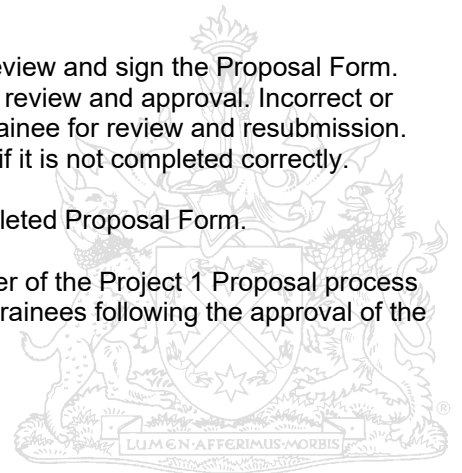 eview and sign the Proposal Form.
review and approval. Incorrect or
ainee for review and resubmission.
if it is not completed correctly.
leted Proposal Form.
er of the Project 1 Proposal process
rainees following the approval of the
®
LUMEN·AFFERIMUS·MORBIS